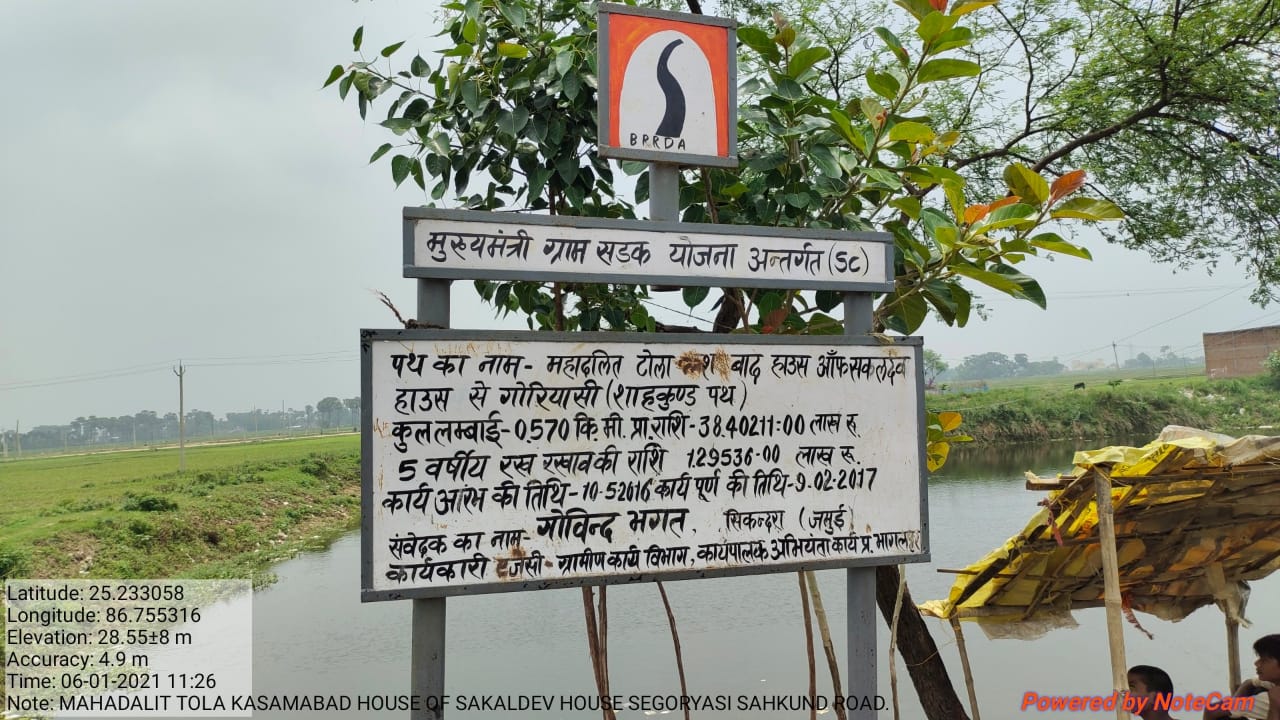 BRRDA
मुख्यमंत्री ग्राम सडक योजना अन्तर्गत (SC)
पथ का नाम- महादलित टोला बाद हाउस ऑफ सकलदेव
हाउस से गोरियासी (शाहकुण्ड पथ)
कुल लम्बाई-0.570 कि. मी. प्रा. राशि-38.40211=00 लाख रू.
5 वर्षीय रख रखाव की राशि 1.29536=00 लाख रू.
कार्य आरंभ की तिथि-10-52016 कार्य पूर्ण की तिथि-9-02-2017
संवेदक का नाम- गोविन्द भगत, सिकन्दरा (जमुई)
कार्यकारी एजेंसी- ग्रामीण कार्य विभाग, कार्यपालक अभियंता कार्य प्र. भागलपुर
Latitude: 25.233058
Longitude: 86.755316
Elevation: 28.55±8 m
Accuracy: 4.9 m
Time: 06-01-2021 11:26
Note: MAHADALIT TOLA KASAMABAD HOUSE OF SAKALDEV HOUSE SEGORYASI SAHKUND ROAD.
Powered by NoteCam